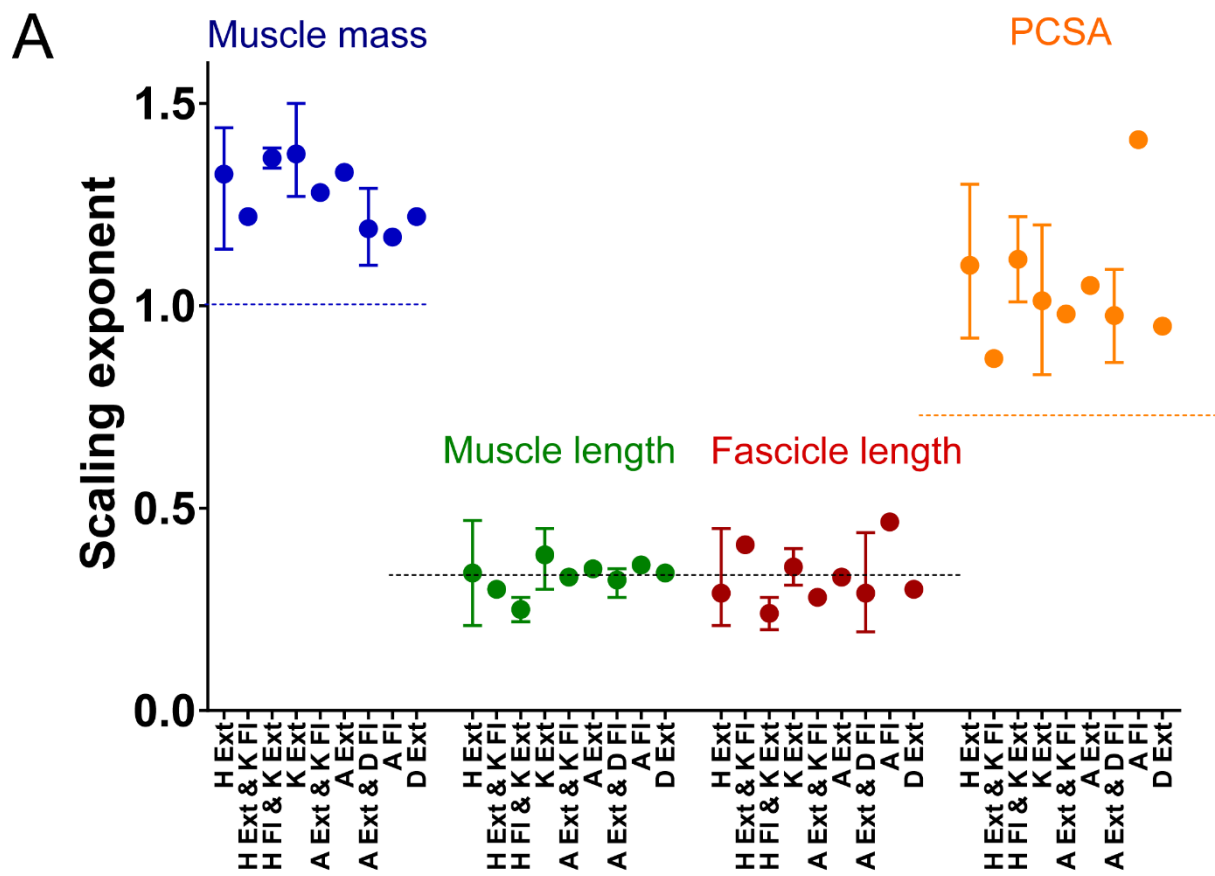 A
Muscle mass
PCSA
Scaling exponent
1.5
1.0
0.5
0.0
Muscle length
Fascicle length
H Ext
H Ext & K Fl
H Fl & K Ext
K Ext
A Ext & K Fl
A Ext
A Ext & D Fl
A Fl
D Ext
H Ext
H Ext & K Fl
H Fl & K Ext
K Ext
A Ext & K Fl
A Ext
A Ext & D Fl
A Fl
D Ext
H Ext
H Ext & K Fl
H Fl & K Ext
K Ext
A Ext & K Fl
A Ext
A Ext & D Fl
A Fl
D Ext
H Ext
H Ext & K Fl
H Fl & K Ext
K Ext
A Ext & K Fl
A Ext
A Ext & D Fl
A Fl
D Ext